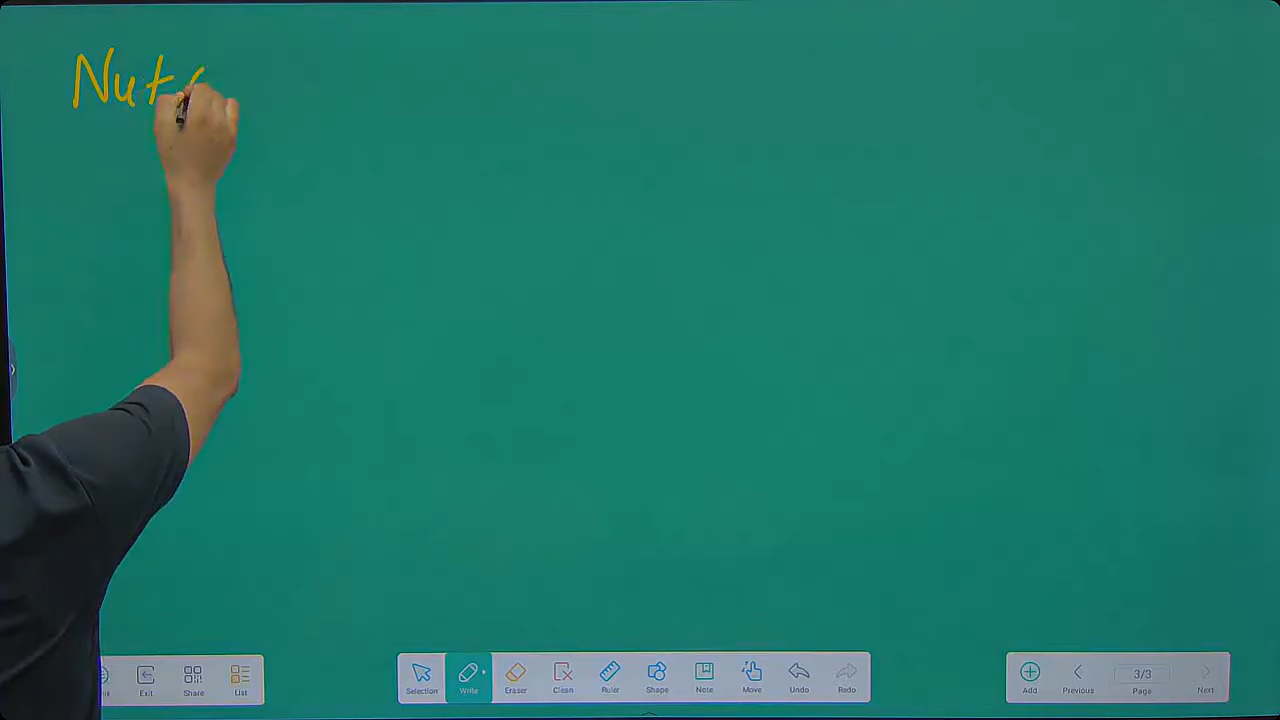 Nut
Exit
Share
List
Selection
Write
Eraser
Clean
Ruler
Shape
Note
Move
Undo
Redo
Add
Previous
3/3
Page
Next